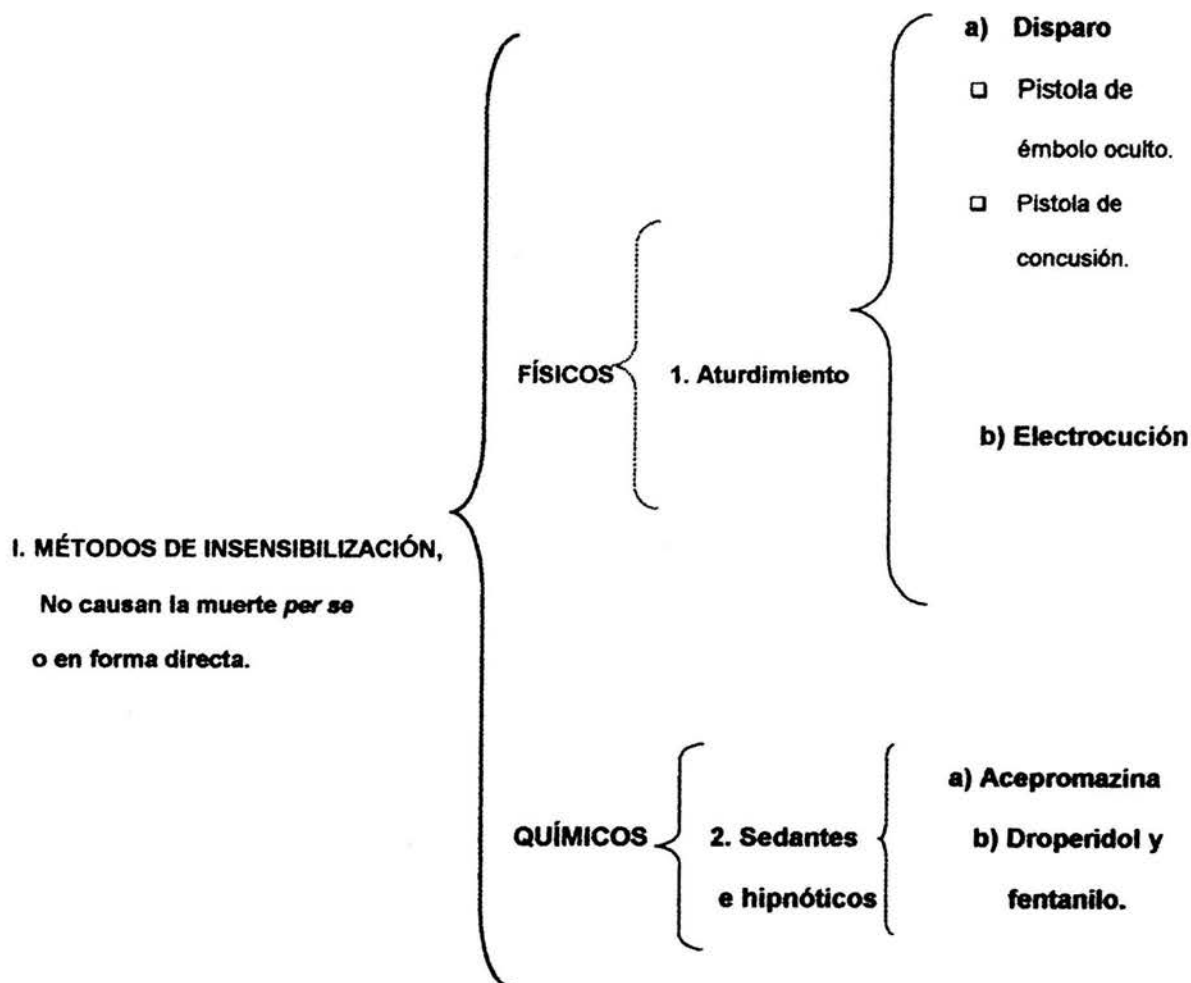 a) Disparo
❑ Pistola de
émbolo oculto.
❑ Pistola de
concusión.
FÍSICOS
1. Aturdimiento
b) Electrocución
I. MÉTODOS DE INSENSIBILIZACIÓN,
No causan la muerte per se
o en forma directa.
QUÍMICOS
2. Sedantes
e hipnóticos
a) Acepromazina
b) Droperidol y
fentanilo.